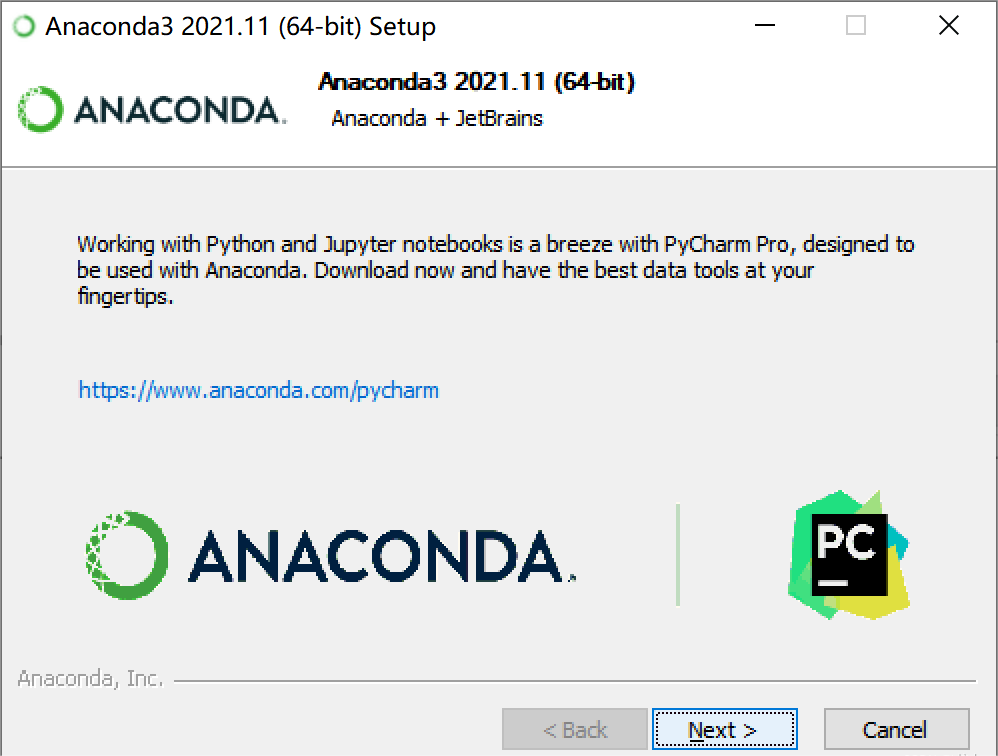 Anaconda3 2021.11 (64-bit) Setup
Anaconda3 2021.11 (64-bit)
ANACONDA.
Anaconda + JetBrains
Working with Python and Jupyter notebooks is a breeze with PyCharm Pro, designed to
be used with Anaconda. Download now and have the best data tools at your
fingertips.
https://www.anaconda.com/pycharm
ANACONDA.
PC
Anaconda, Inc.
< Back
Next >
Cancel